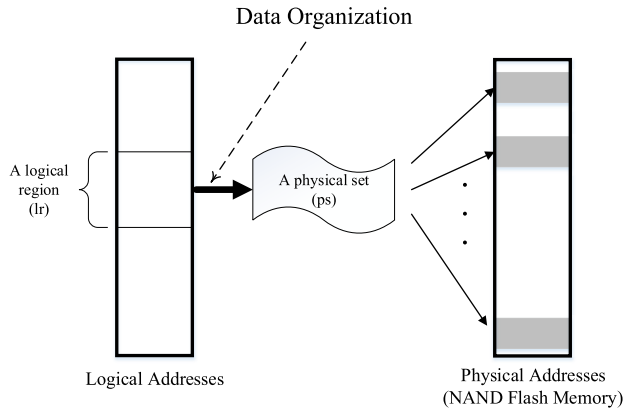 Data Organization
A logical
region
(lr)
A physical set
(ps)
Logical Addresses
Physical Addresses
(NAND Flash Memory)